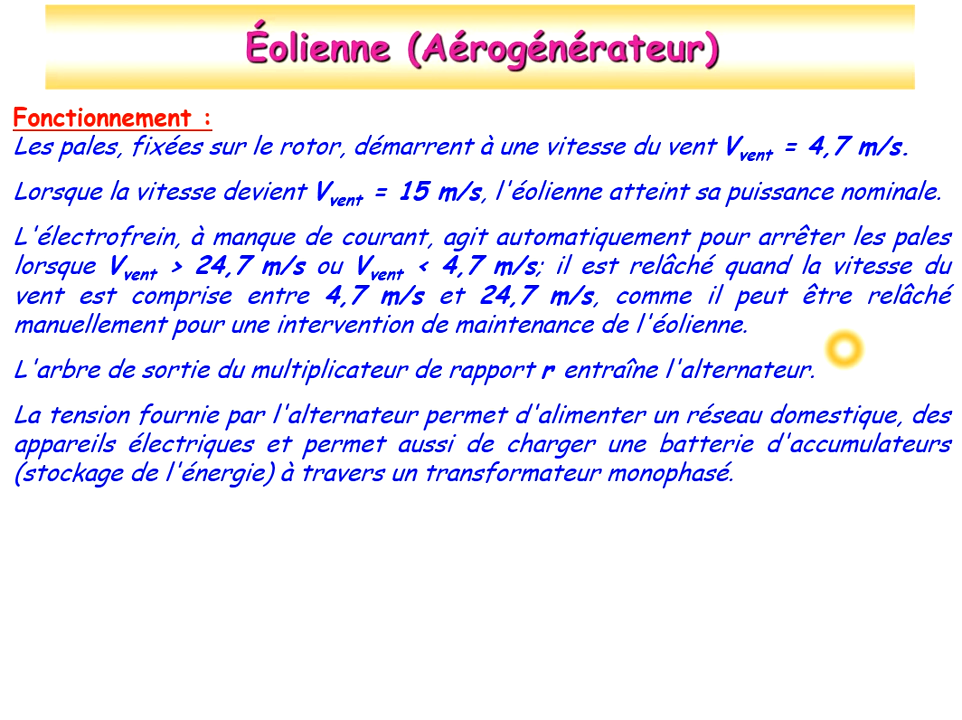 Éolienne (Aérogénérateur)
Fonctionnement :
Les pales, fixées sur le rotor, démarrent à une vitesse du vent Vvent = 4,7 m/s.
Lorsque la vitesse devient Vvent = 15 m/s, l'éolienne atteint sa puissance nominale.
L'électrofrein, à manque de courant, agit automatiquement pour arrêter les pales
lorsque Vvent > 24,7 m/s ou Vvent < 4,7 m/s; il est relâché quand la vitesse du
vent est comprise entre 4,7 m/s et 24,7 m/s, comme il peut être relâché
manuellement pour une intervention de maintenance de l'éolienne.
L'arbre de sortie du multiplicateur de rapport r entraîne l'alternateur.
La tension fournie par l'alternateur permet d'alimenter un réseau domestique, des
appareils électriques et permet aussi de charger une batterie d'accumulateurs
(stockage de l'énergie) à travers un transformateur monophasé.